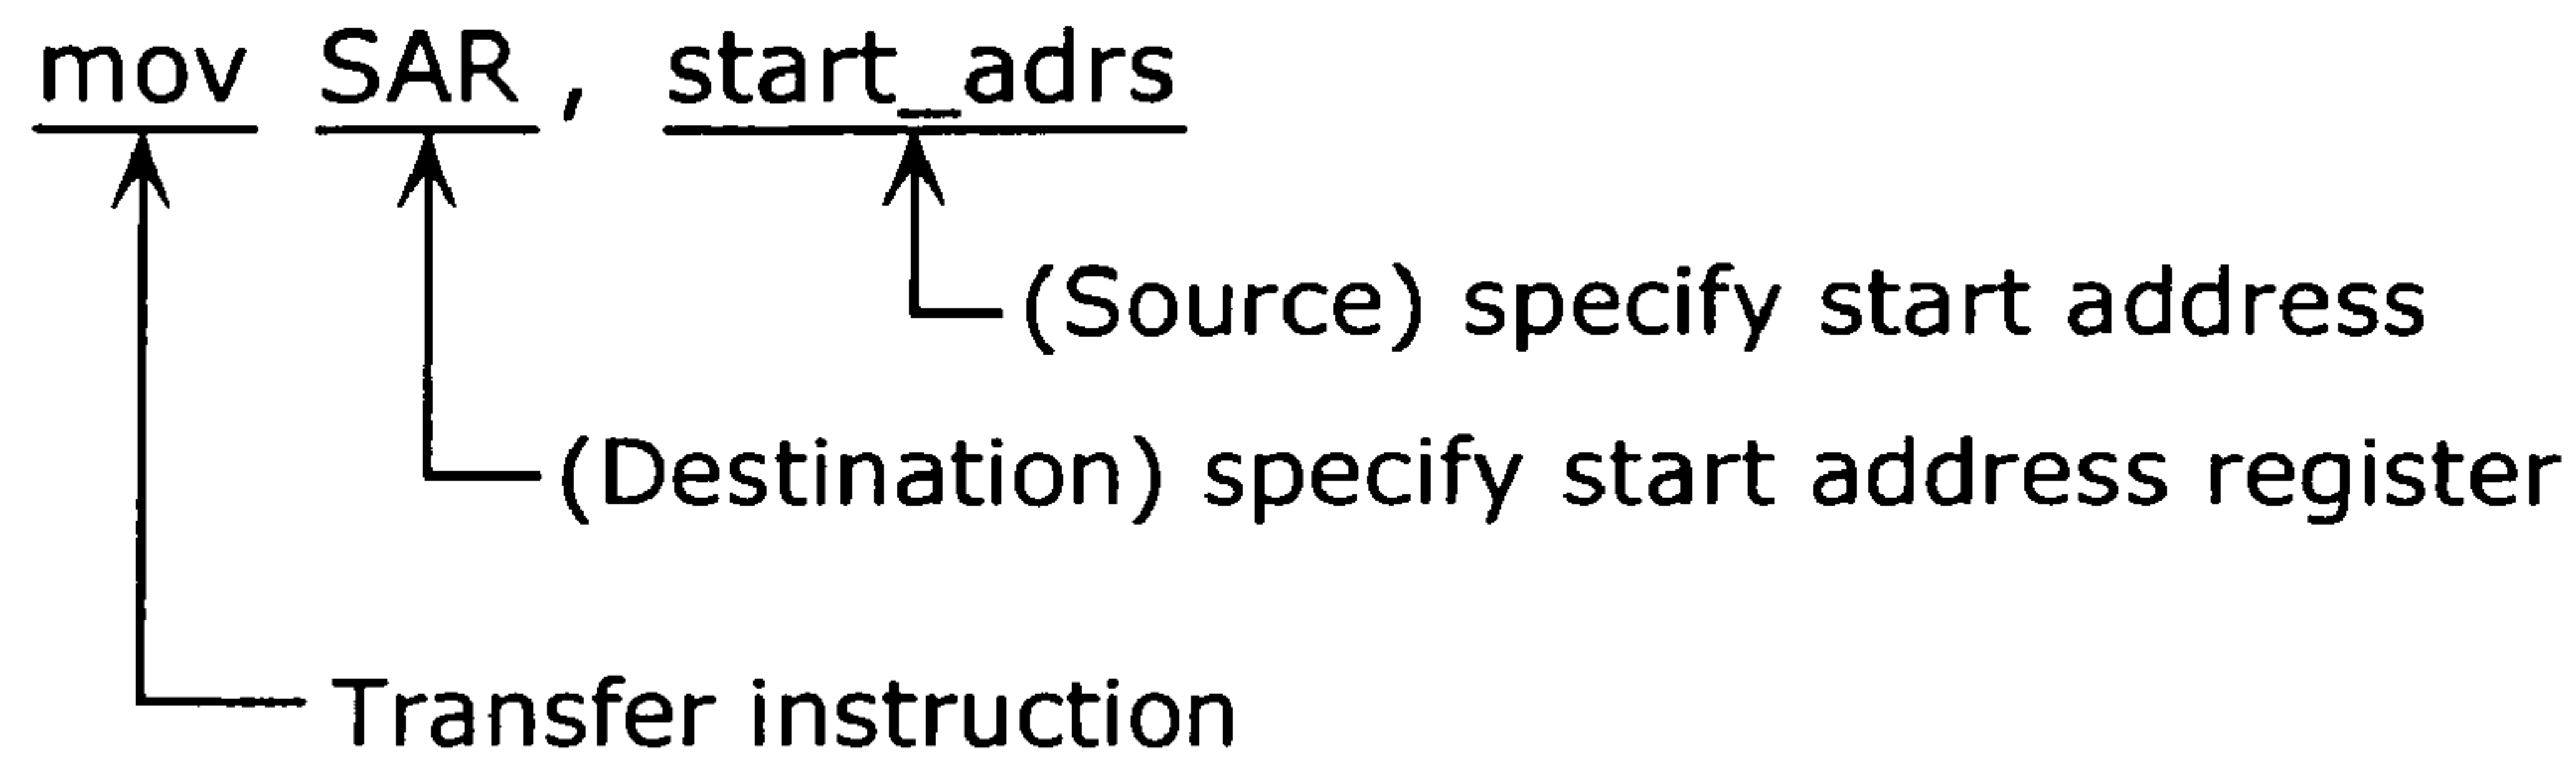 mov SAR , start_adrs
(Source) specify start address
(Destination) specify start address register
Transfer instruction